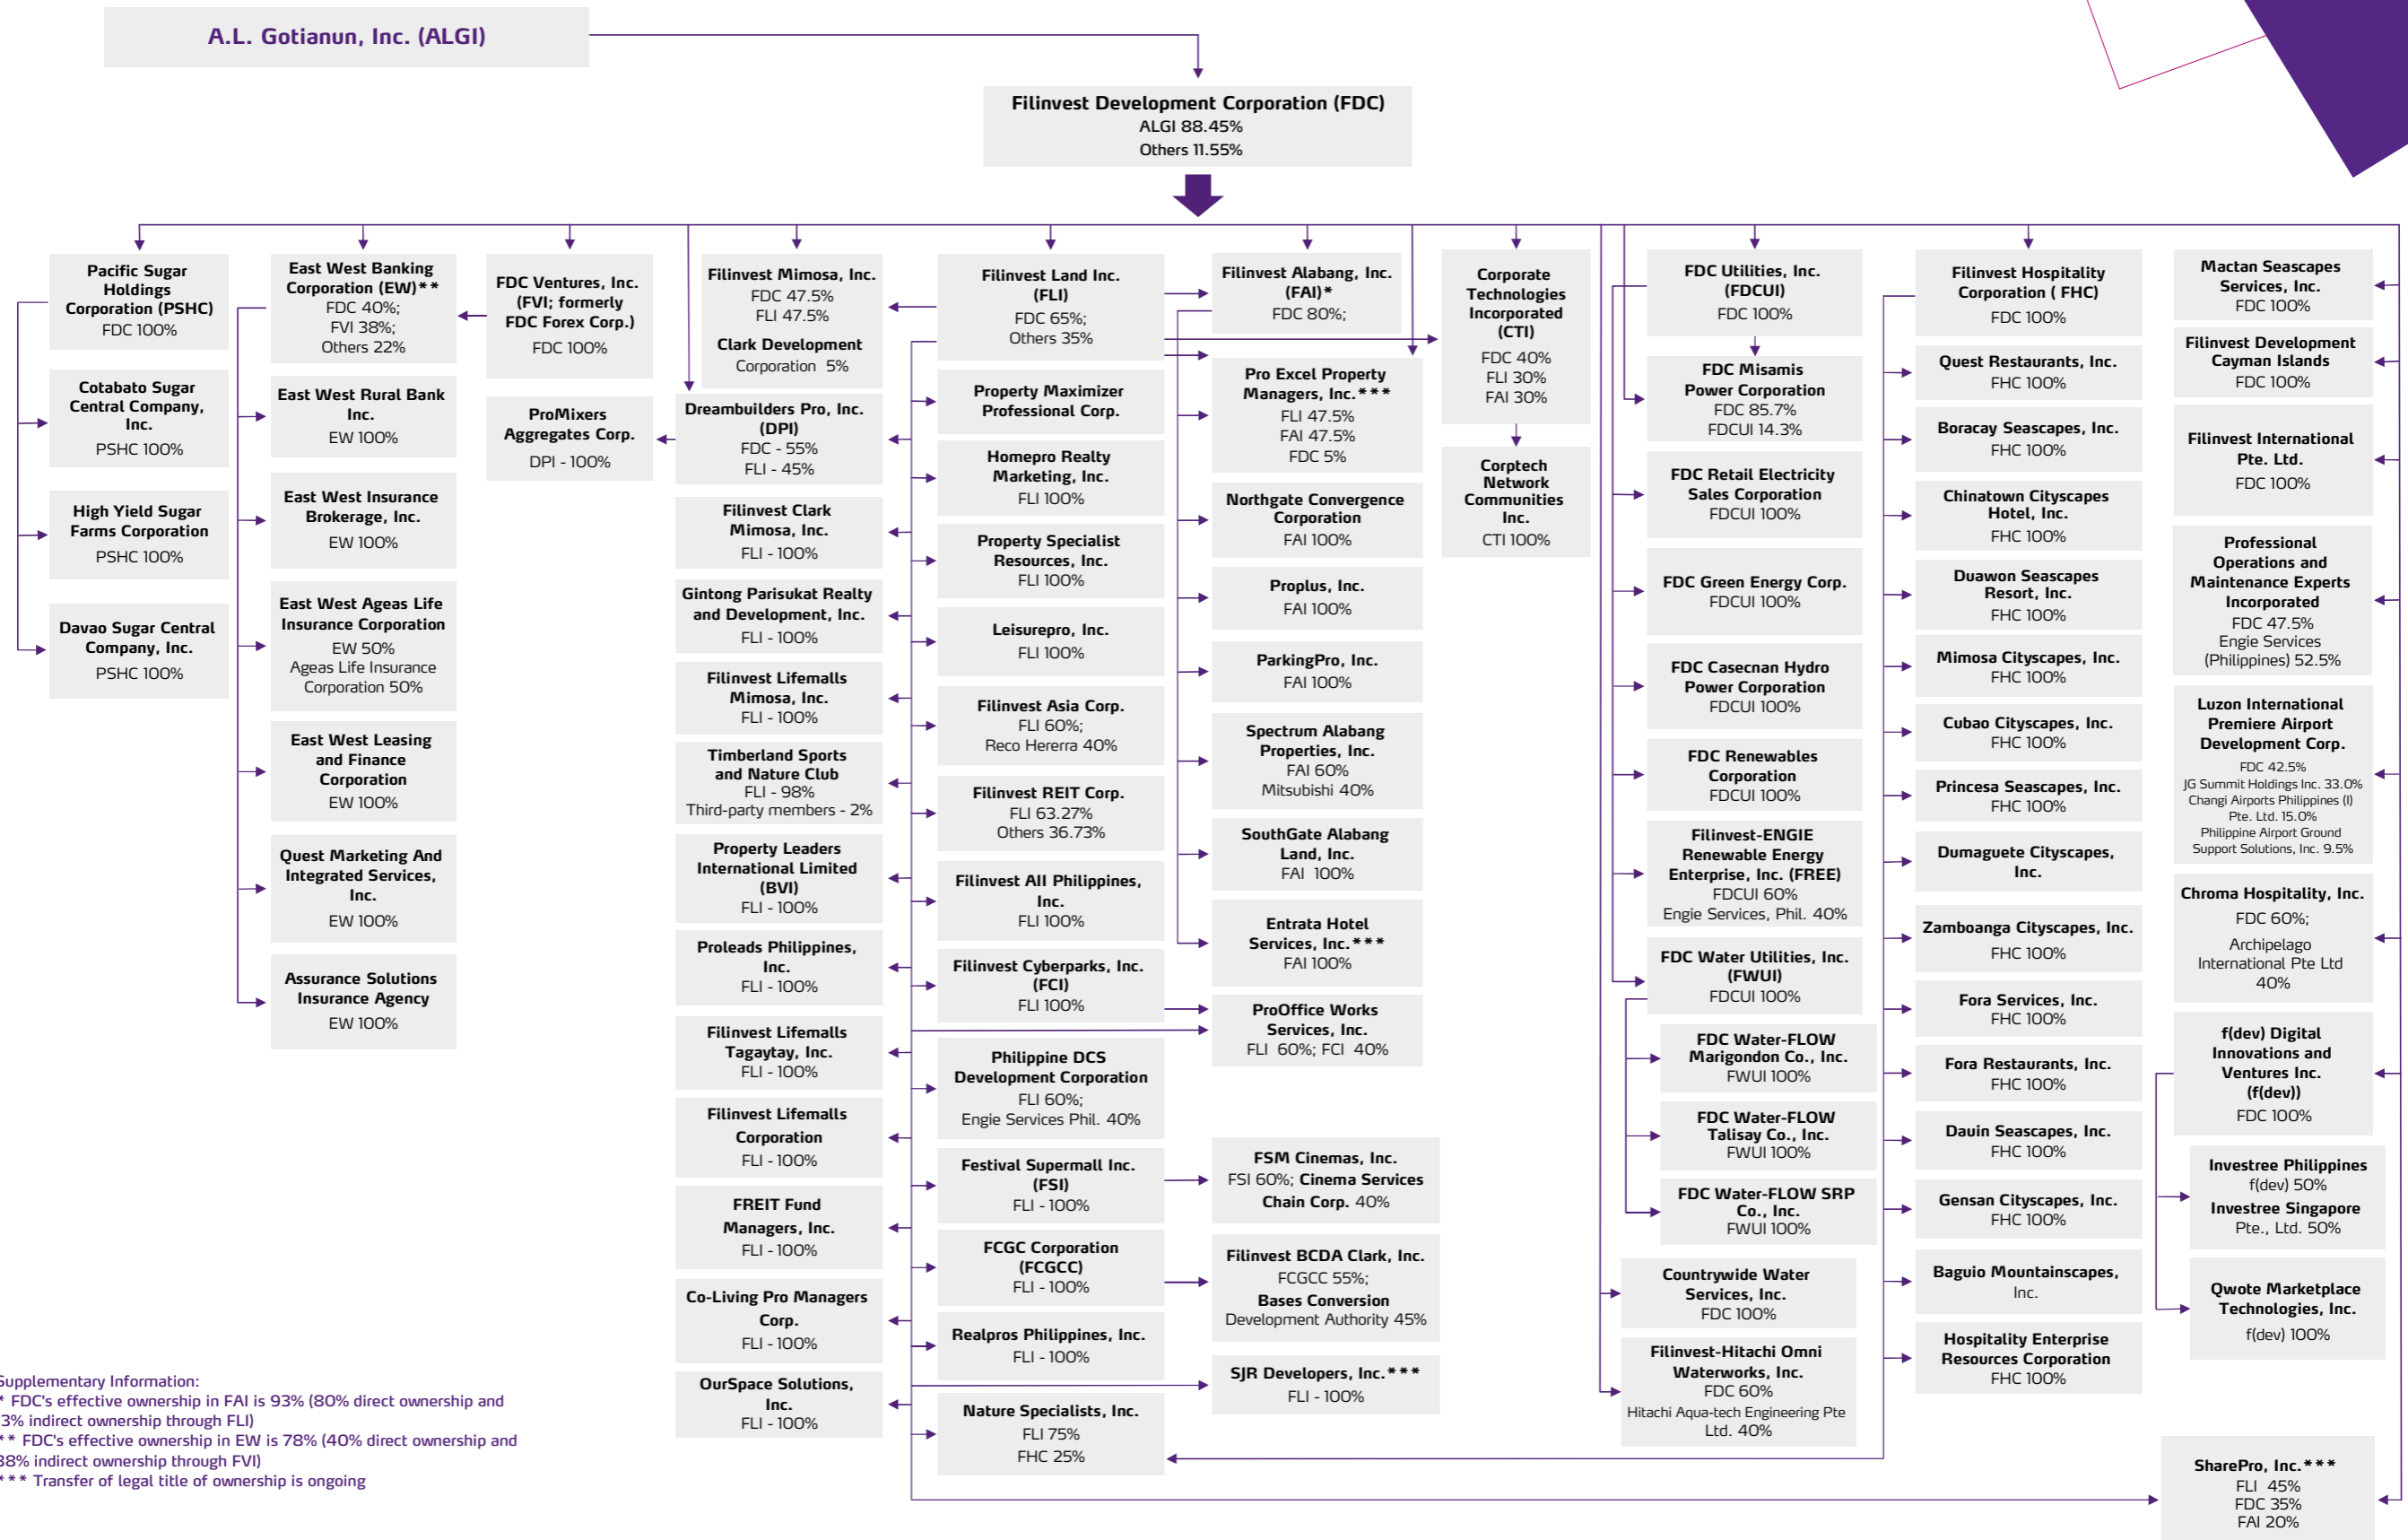 A.L. Gotianun, Inc. (ALGI)
Filinvest Development Corporation (FDC)
ALGI 88.45%
Others 11.55%
Pacific Sugar
Holdings
Corporation (PSHC)
FDC 100%
Cotabato Sugar
Central Company,
Inc.
PSHC 100%
High Yield Sugar
Farms Corporation
PSHC 100%
Davao Sugar Central
Company, Inc.
PSHC 100%
East West Banking
Corporation (EW)**
FDC 40%;
FVI 38%;
Others 22%
East West Rural Bank
Inc.
EW 100%
East West Insurance
Brokerage, Inc.
EW 100%
East West Ageas Life
Insurance Corporation
EW 50%
Ageas Life Insurance
Corporation 50%
East West Leasing
and Finance
Corporation
EW 100%
Quest Marketing And
Integrated Services,
Inc.
EW 100%
Assurance Solutions
Insurance Agency
EW 100%
FDC Ventures, Inc.
(FVI; formerly
FDC Forex Corp.)
FDC 100%
ProMixers
Aggregates Corp.
DPI - 100%
Filinvest Mimosa, Inc.
FDC 47.5%
FLI 47.5%
Clark Development
Corporation 5%
Dreambuilders Pro, Inc.
(DPI)
FDC - 55%
FLI - 45%
Filinvest Clark
Mimosa, Inc.
FLI - 100%
Gintong Parisukat Realty
and Development, Inc.
FLI - 100%
Filinvest Lifemalls
Mimosa, Inc.
FLI - 100%
Timberland Sports
and Nature Club
FLI - 98%
Third-party members - 2%
Property Leaders
International Limited
(BVI)
FLI - 100%
Proleads Philippines,
Inc.
FLI - 100%
Filinvest Lifemalls
Tagaytay, Inc.
FLI - 100%
Filinvest Lifemalls
Corporation
FLI - 100%
FREIT Fund
Managers, Inc.
FLI - 100%
Co-Living Pro Managers
Corp.
FLI - 100%
OurSpace Solutions,
Inc.
FLI - 100%
Filinvest Land Inc.
(FLI)
FDC 65%;
Others 35%
Property Maximizer
Professional Corp.
Homepro Realty
Marketing, Inc.
FLI 100%
Property Specialist
Resources, Inc.
FLI 100%
Leisurepro, Inc.
FLI 100%
Filinvest Asia Corp.
FLI 60%;
Reco Hererra 40%
Filinvest REIT Corp.
FLI 63.27%
Others 36.73%
Filinvest AII Philippines,
Inc.
FLI 100%
Filinvest Cyberparks, Inc.
(FCI)
FLI 100%
Philippine DCS
Development Corporation
FLI 60%;
Engie Services Phil. 40%
Festival Supermall Inc.
(FSI)
FLI - 100%
FCGC Corporation
(FCGCC)
FLI - 100%
Realpros Philippines, Inc.
FLI - 100%
Nature Specialists, Inc.
FLI 75%
FHC 25%
Filinvest Alabang, Inc.
(FAI)*
FDC 80%;
Pro Excel Property
Managers, Inc.***
FLI 47.5%
FAI 47.5%
FDC 5%
Northgate Convergence
Corporation
FAI 100%
Proplus, Inc.
FAI 100%
ParkingPro, Inc.
FAI 100%
Spectrum Alabang
Properties, Inc.
FAI 60%
Mitsubishi 40%
SouthGate Alabang
Land, Inc.
FAI 100%
Entrata Hotel
Services, Inc.***
FAI 100%
ProOffice Works
Services, Inc.
FLI 60%; FCI 40%
FSM Cinemas, Inc.
FSI 60%; Cinema Services
Chain Corp. 40%
Filinvest BCDA Clark, Inc.
FCGCC 55%;
Bases Conversion
Development Authority 45%
SJR Developers, Inc.***
FLI - 100%
Corporate
Technologies
Incorporated
(CTI)
FDC 40%
FLI 30%
FAI 30%
Corptech
Network
Communities
Inc.
CTI 100%
FDC Utilities, Inc.
(FDCUI)
FDC 100%
FDC Misamis
Power Corporation
FDC 85.7%
FDCUI 14.3%
FDC Retail Electricity
Sales Corporation
FDCUI 100%
FDC Green Energy Corp.
FDCUI 100%
FDC Casecnan Hydro
Power Corporation
FDCUI 100%
FDC Renewables
Corporation
FDCUI 100%
Filinvest-ENGIE
Renewable Energy
Enterprise, Inc. (FREE)
FDCUI 60%
Engie Services, Phil. 40%
FDC Water Utilities, Inc.
(FWUI)
FDCUI 100%
FDC Water-FLOW
Marigondon Co., Inc.
FWUI 100%
FDC Water-FLOW
Talisay Co., Inc.
FWUI 100%
FDC Water-FLOW SRP
Co., Inc.
FWUI 100%
Countrywide Water
Services, Inc.
FDC 100%
Filinvest-Hitachi Omni
Waterworks, Inc.
FDC 60%
Hitachi Aqua-tech Engineering Pte
Ltd. 40%
Filinvest Hospitality
Corporation ( FHC)
FDC 100%
Quest Restaurants, Inc.
FHC 100%
Boracay Seascapes, Inc.
FHC 100%
Chinatown Cityscapes
Hotel, Inc.
FHC 100%
Duawon Seascapes
Resort, Inc.
FHC 100%
Mimosa Cityscapes, Inc.
FHC 100%
Cubao Cityscapes, Inc.
FHC 100%
Princesa Seascapes, Inc.
FHC 100%
Dumaguete Cityscapes,
Inc.
Zamboanga Cityscapes, Inc.
FHC 100%
Fora Services, Inc.
FHC 100%
Fora Restaurants, Inc.
FHC 100%
Dauin Seascapes, Inc.
FHC 100%
Gensan Cityscapes, Inc.
FHC 100%
Baguio Mountainscapes,
Inc.
Hospitality Enterprise
Resources Corporation
FHC 100%
Mactan Seascapes
Services, Inc.
FDC 100%
Filinvest Development
Cayman Islands
FDC 100%
Filinvest International
Pte. Ltd.
FDC 100%
Professional
Operations and
Maintenance Experts
Incorporated
FDC 47.5%
Engie Services
(Philippines) 52.5%
Luzon International
Premiere Airport
Development Corp.
FDC 42.5%
JG Summit Holdings Inc. 33.0%
Changi Airports Philippines (I)
Pte. Ltd. 15.0%
Philippine Airport Ground
Support Solutions, Inc. 9.5%
Chroma Hospitality, Inc.
FDC 60%;
Archipelago
International Pte Ltd
40%
f(dev) Digital
Innovations and
Ventures Inc.
(f(dev))
FDC 100%
Investree Philippines
f(dev) 50%
Investree Singapore
Pte., Ltd. 50%
Qwote Marketplace
Technologies, Inc.
f(dev) 100%
SharePro, Inc.***
FLI 45%
FDC 35%
FAI 20%
Supplementary Information:
* FDC's effective ownership in FAI is 93% (80% direct ownership and
13% indirect ownership through FLI)
** FDC's effective ownership in EW is 78% (40% direct ownership and
38% indirect ownership through FVI)
*** Transfer of legal title of ownership is ongoing